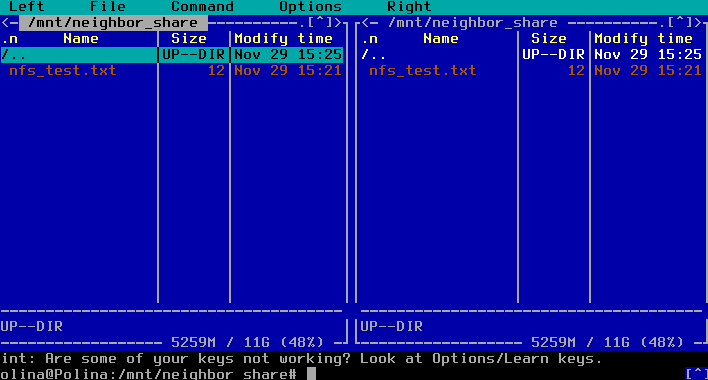 Left File Command Options Right
<─ /mnt/neighbor_share .[^]> <─ /mnt/neighbor_share .[^]>
.n Name Size Modify time .n Name Size Modify time
/.. UP--DIR Nov 29 15:25 /.. UP--DIR Nov 29 15:25
nfs_test.txt 12 Nov 29 15:21 nfs_test.txt 12 Nov 29 15:21
UP--DIR UP--DIR
5259M / 11G (48%) 5259M / 11G (48%)
int: Are some of your keys not working? Look at Options/Learn keys.
olina@Polina:/mnt/neighbor_share# [^]